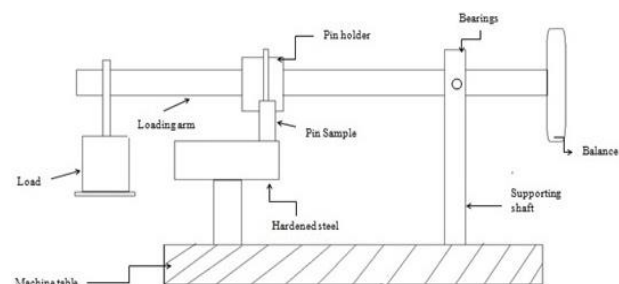 Bearings
Pin holder
Loading arm
Pin Sample
Balance
Load
Supporting
shaft
Hardened steel
Machine table